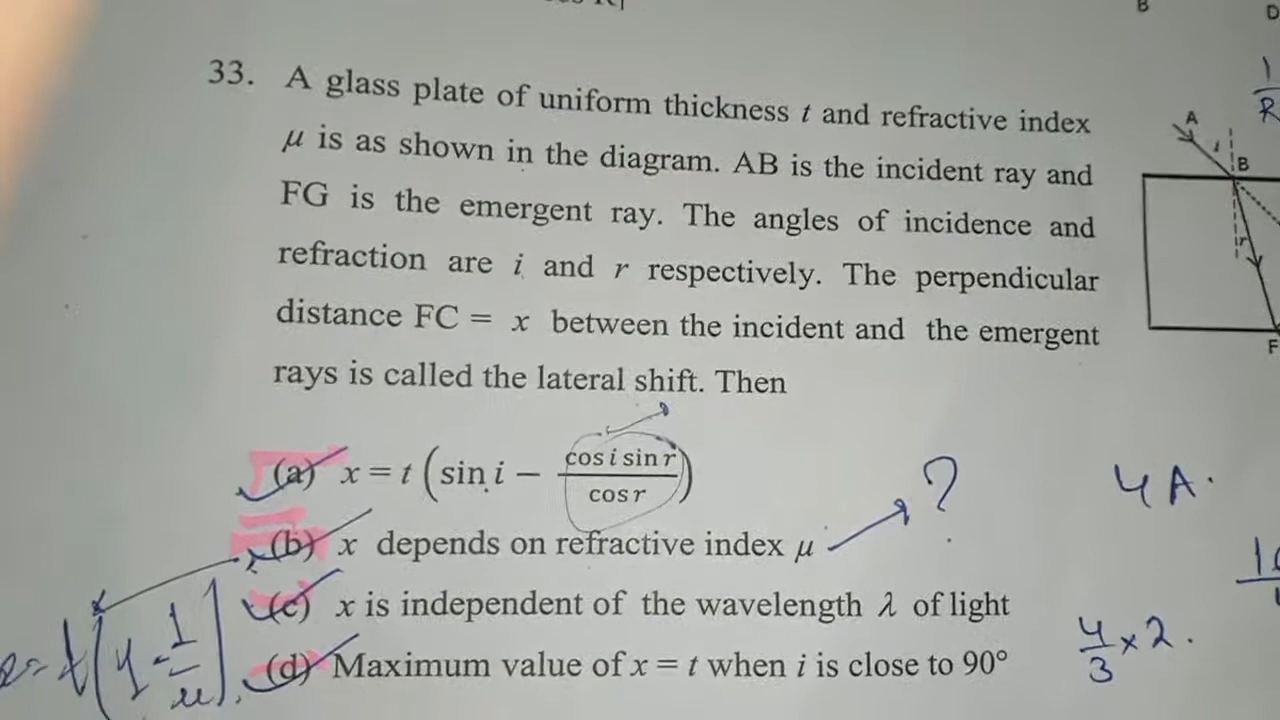 33. A glass plate of uniform thickness t and refractive index
μ is as shown in the diagram. AB is the incident ray and
FG is the emergent ray. The angles of incidence and
refraction are i and r respectively. The perpendicular
distance FC = x between the incident and the emergent
rays is called the lateral shift. Then
(a) x = t (sin i − cos i sin r / cos r)
(b) x depends on refractive index μ
?
(c) x is independent of the wavelength λ of light
(d) Maximum value of x = t when i is close to 90°
B
D
1
R
A
i
B
r
F
4A.
4/3 × 2.